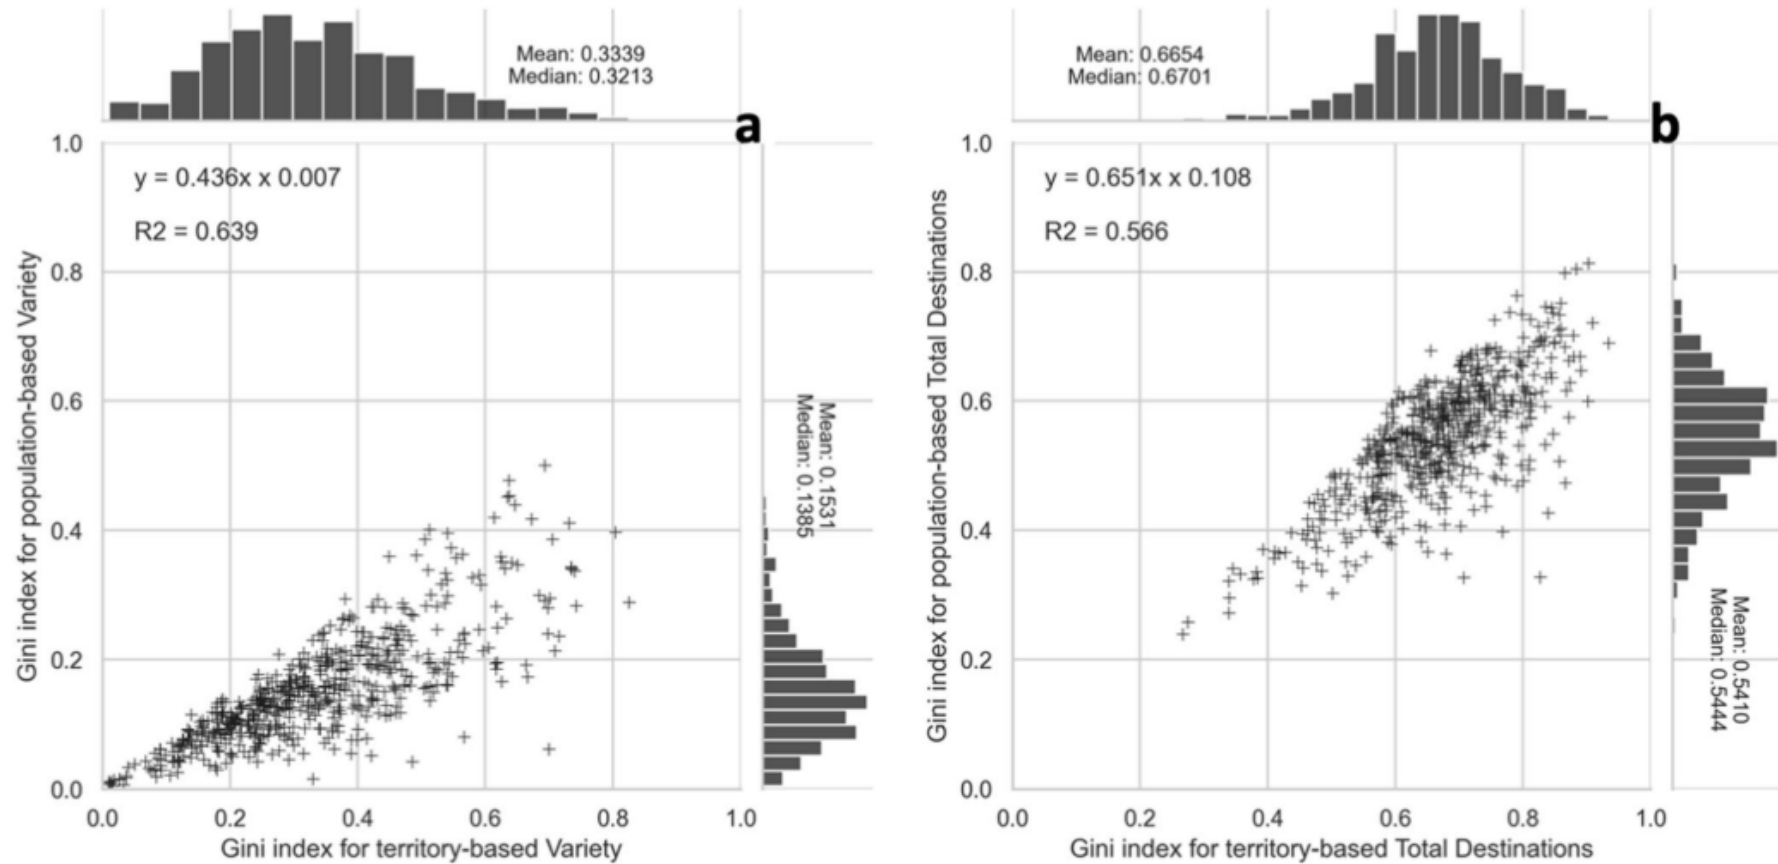 Mean: 0.3339
Median: 0.3213
a
1.0
y = 0.436x x 0.007
R2 = 0.639
0.8
0.6
0.4
0.2
0.0
Gini index for population-based Variety
0.0 0.2 0.4 0.6 0.8 1.0
Gini index for territory-based Variety
Mean: 0.1531
Median: 0.1385
Mean: 0.6654
Median: 0.6701
b
1.0
y = 0.651x x 0.108
R2 = 0.566
0.8
0.6
0.4
0.2
0.0
Gini index for population-based Total Destinations
0.0 0.2 0.4 0.6 0.8 1.0
Gini index for territory-based Total Destinations
Mean: 0.5410
Median: 0.5444